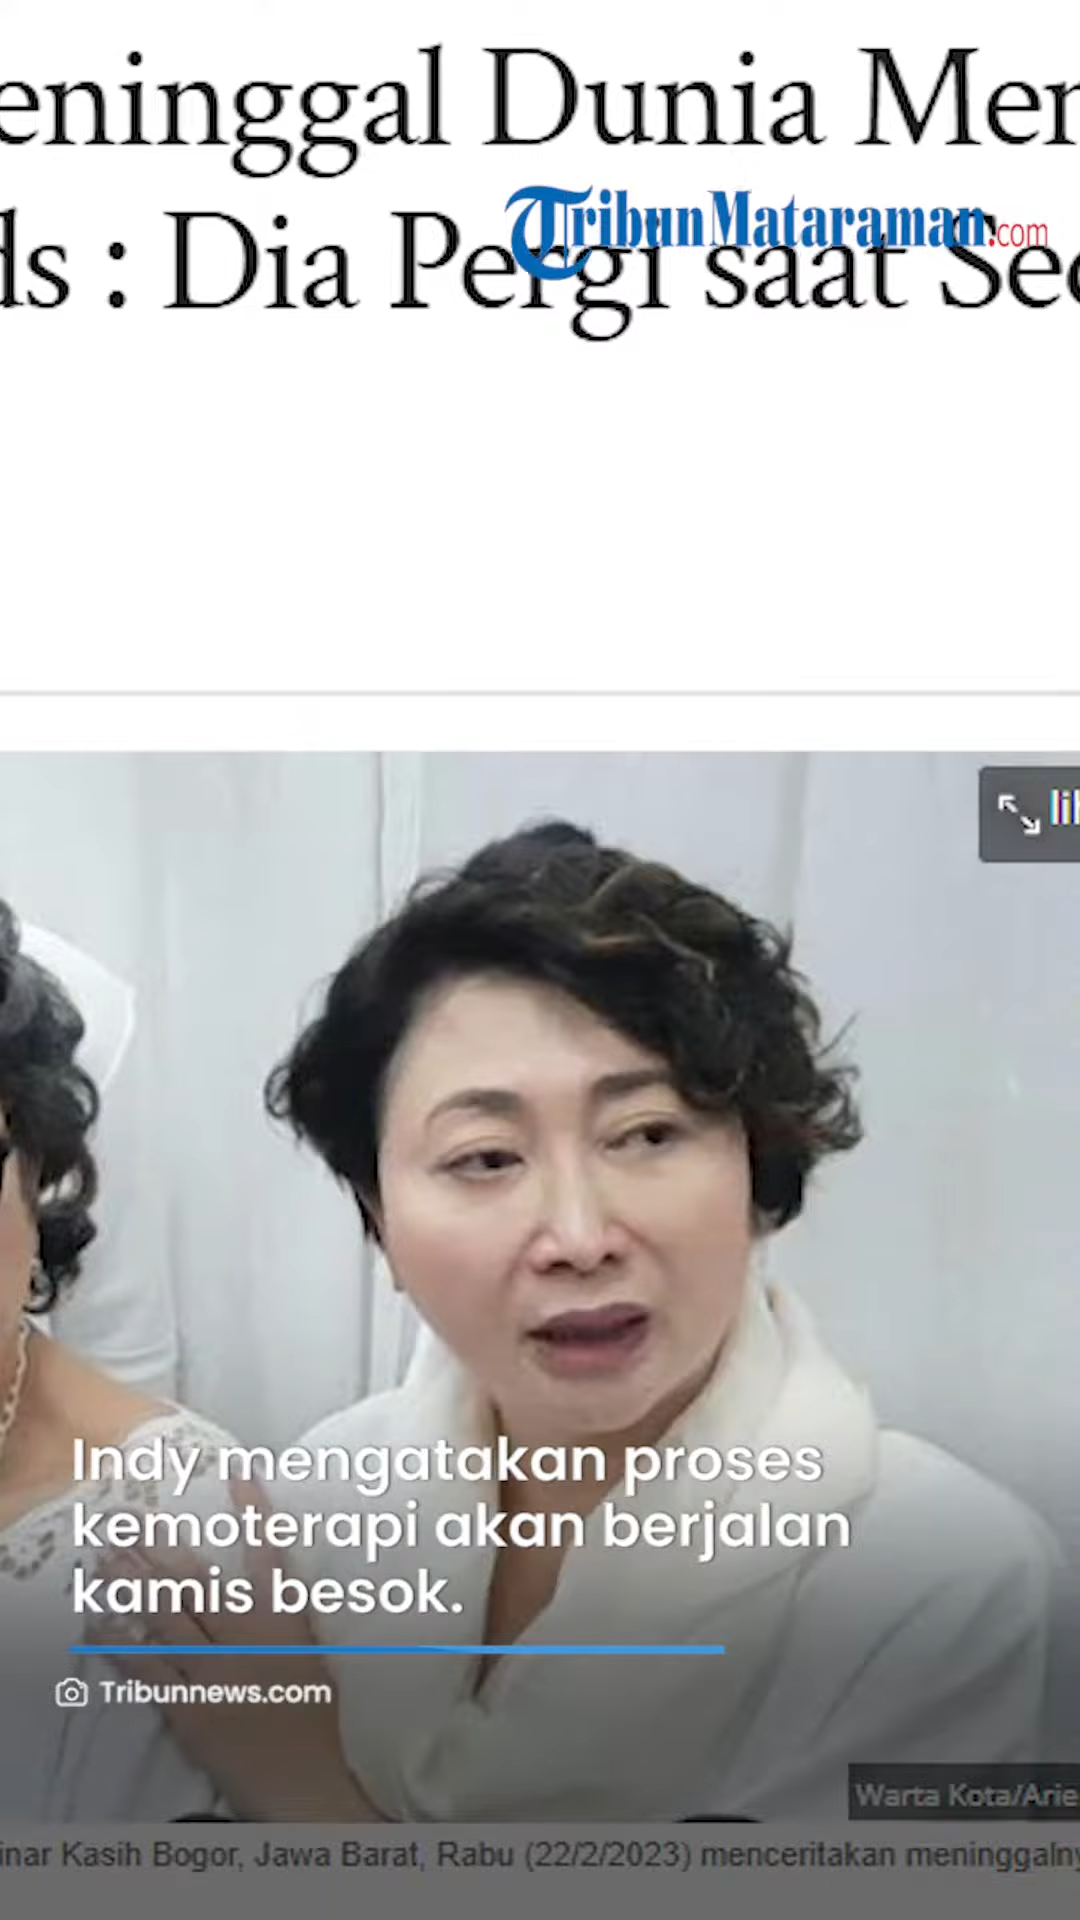 eninggal Dunia Men
TribunMataraman.com
ds : Dia Pergi saat Sed
lih
Indy mengatakan proses
kemoterapi akan berjalan
kamis besok.
Tribunnews.com
Warta Kota/Arie
inar Kasih Bogor, Jawa Barat, Rabu (22/2/2023) menceritakan meninggalny